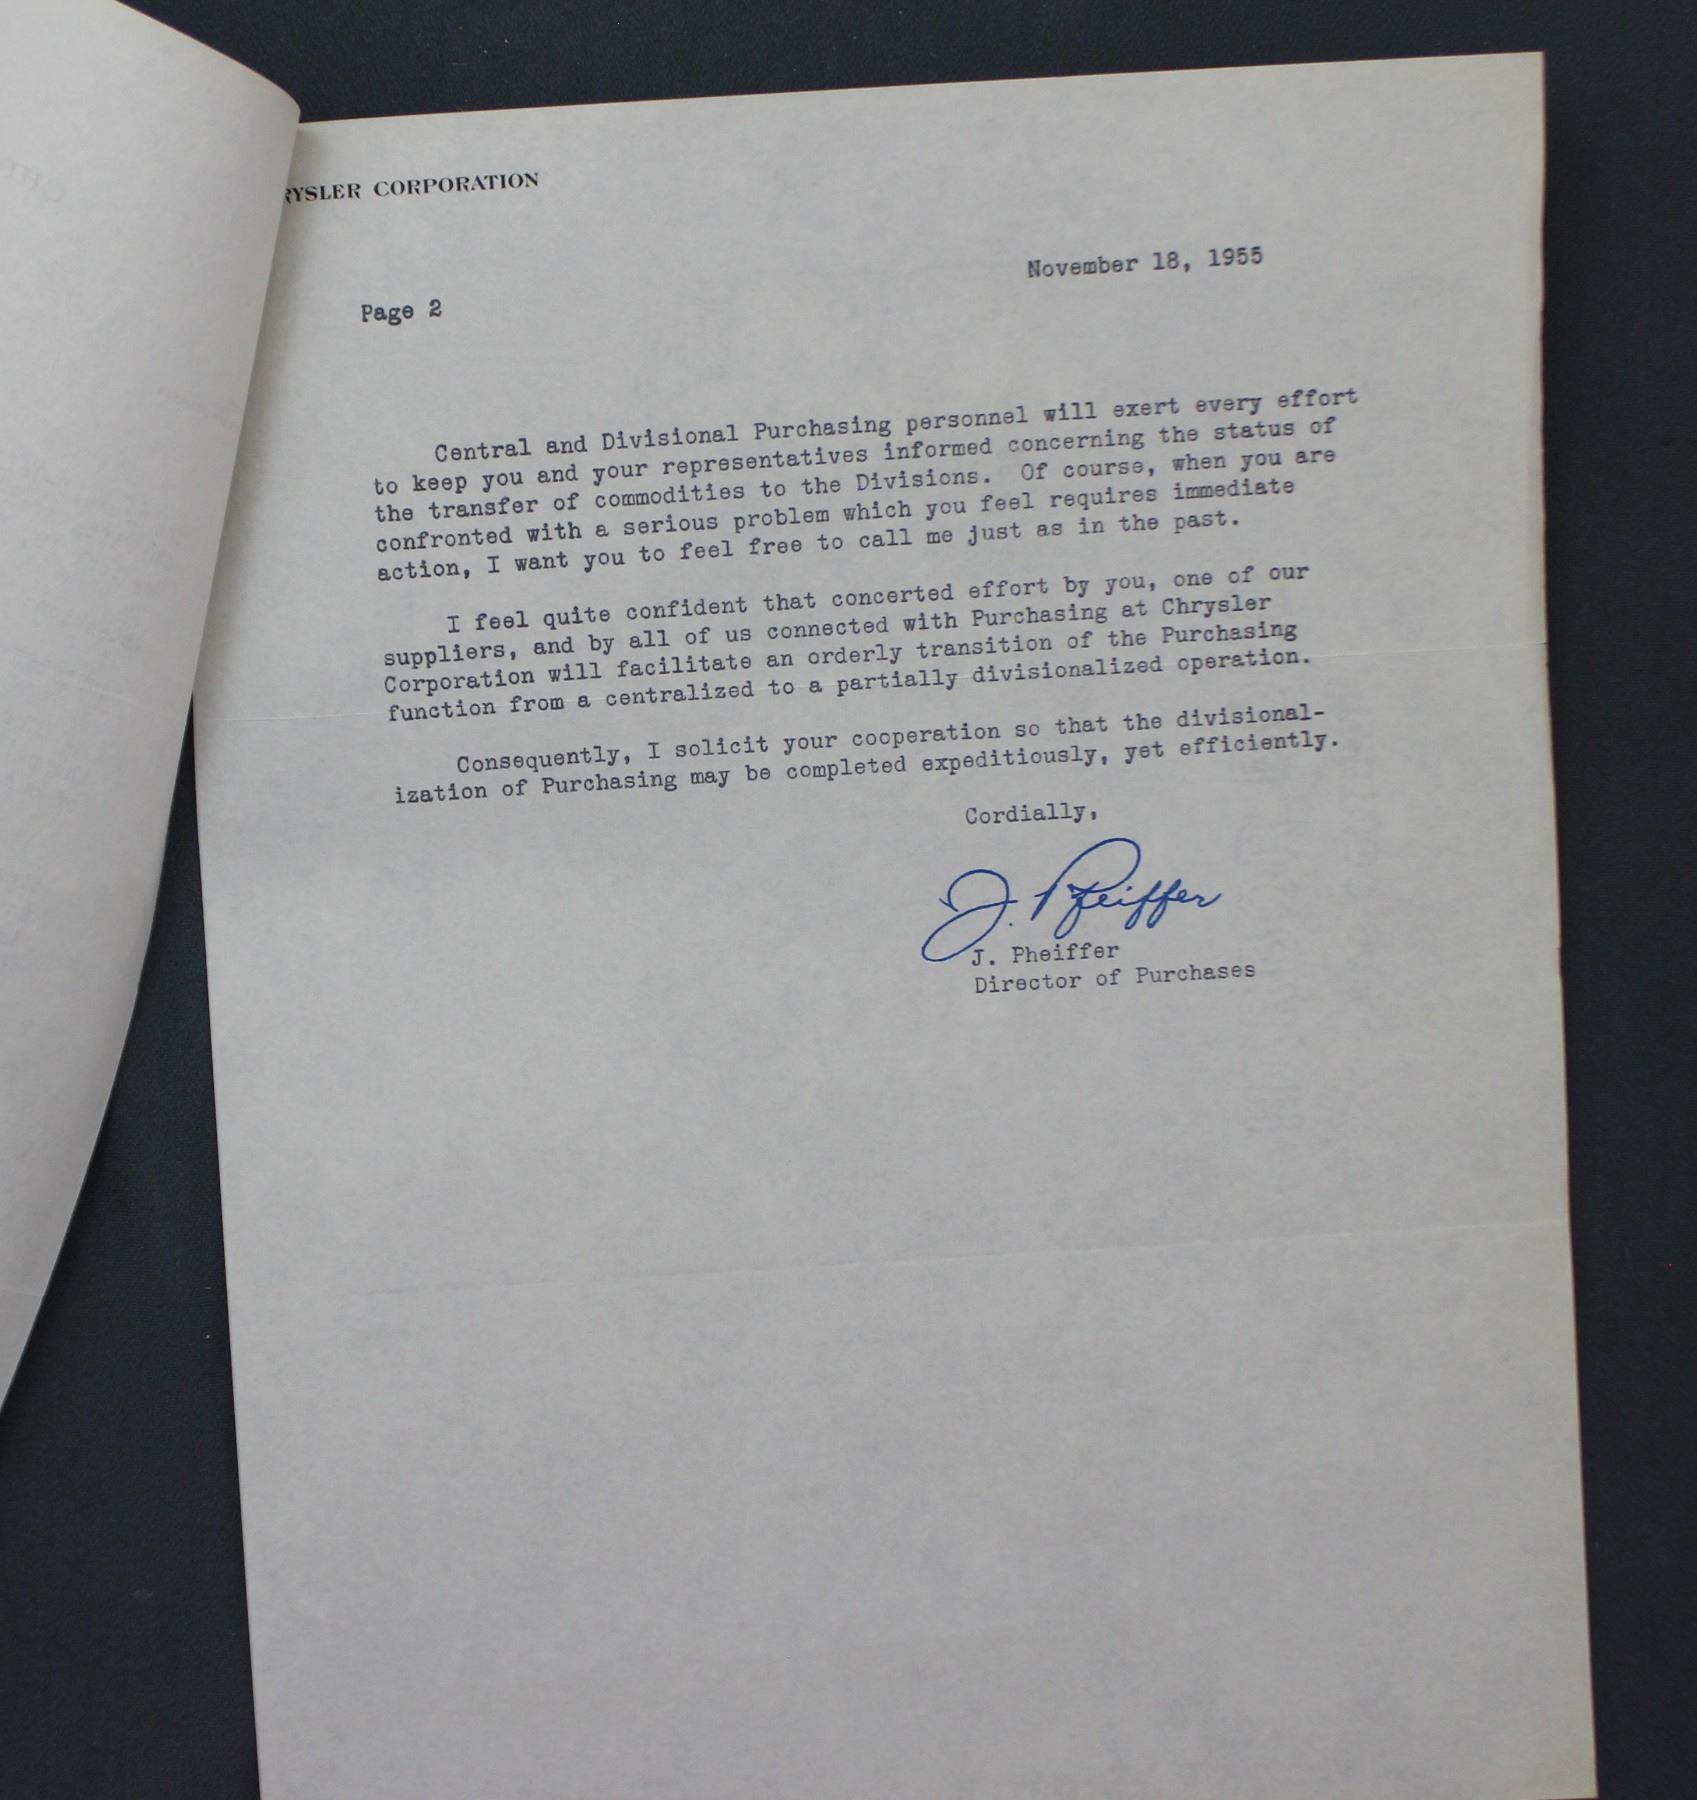 RYSLER CORPORATION
November 18, 1955
Page 2
Central and Divisional Purchasing personnel will exert every effort
to keep you and your representatives informed concerning the status of
the transfer of commodities to the Divisions. Of course, when you are
confronted with a serious problem which you feel requires immediate
action, I want you to feel free to call me just as in the past.
I feel quite confident that concerted effort by you, one of our
suppliers, and by all of us connected with Purchasing at Chrysler
Corporation will facilitate an orderly transition of the Purchasing
function from a centralized to a partially divisionalized operation.
Consequently, I solicit your cooperation so that the divisional-
ization of Purchasing may be completed expeditiously, yet efficiently.
Cordially,
J. Pfeiffer
J. Pheiffer
Director of Purchases